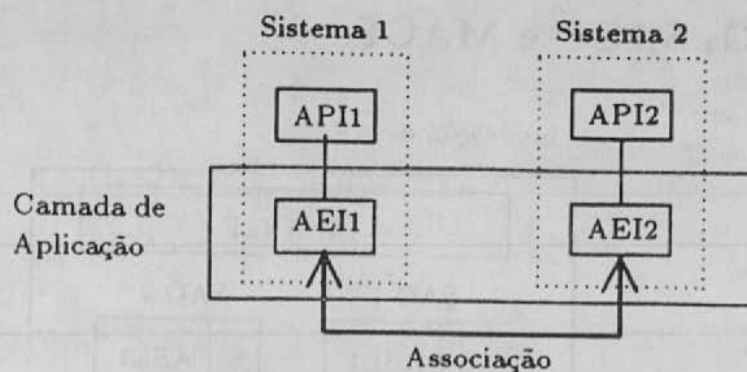 Sistema 1
Sistema 2
API1
API2
Camada de
Aplicação
AEI1
AEI2
Associação